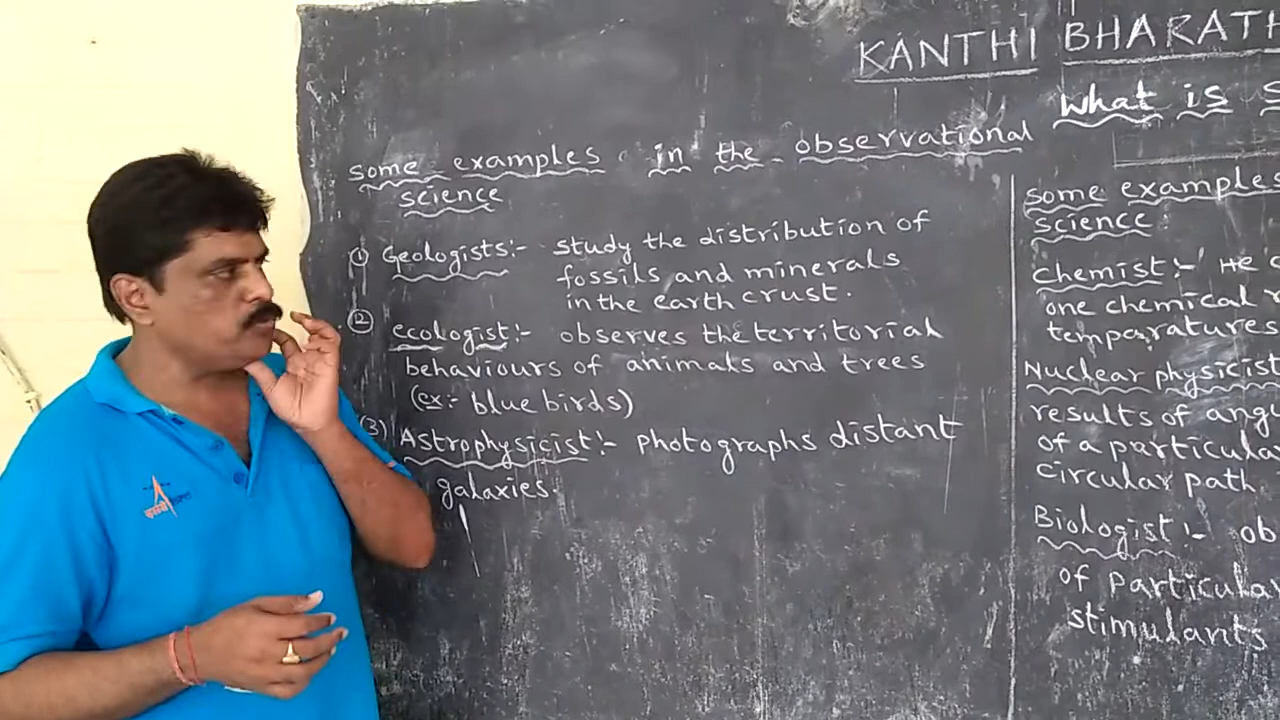 KANTHI BHARATH
What is S
some examples in the observational
science
(1) Geologists:- study the distribution of
fossils and minerals
in the earth crust.
(2) ecologist:- observes the territorial
behaviours of animals and trees
(ex:- blue birds)
(3) Astrophysicist:- photographs distant
galaxies.
some examples
science
Chemist:- He c
one chemical r
temparatures
Nuclear physicist
results of angu
of a particula
circular path
Biologist:- ob
of particular
stimulants